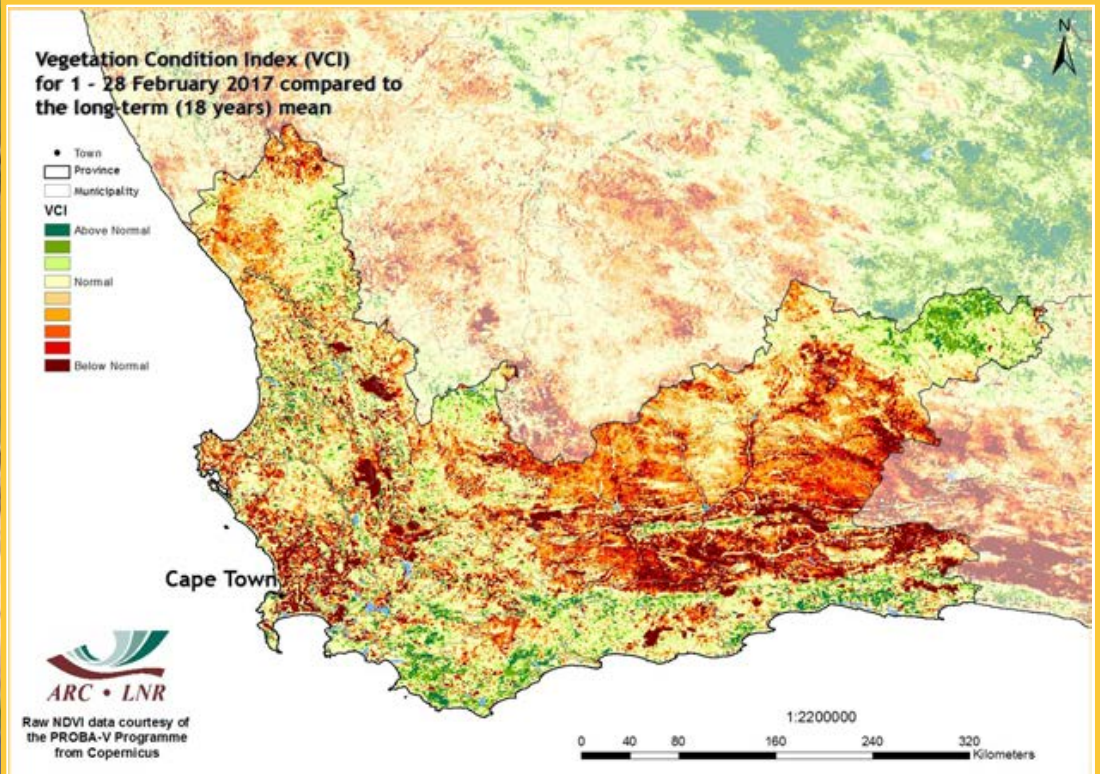 Vegetation Condition Index (VCI)
for 1 - 28 February 2017 compared to
the long-term (18 years) mean
N
Town
Province
Municipality
VCI
Above Normal
Normal
Below Normal
Cape Town
ARC • LNR
Raw NDVI data courtesy of
the PROBA-V Programme
from Copernicus
1:2200000
0 40 80 160 240 320
Kilometers